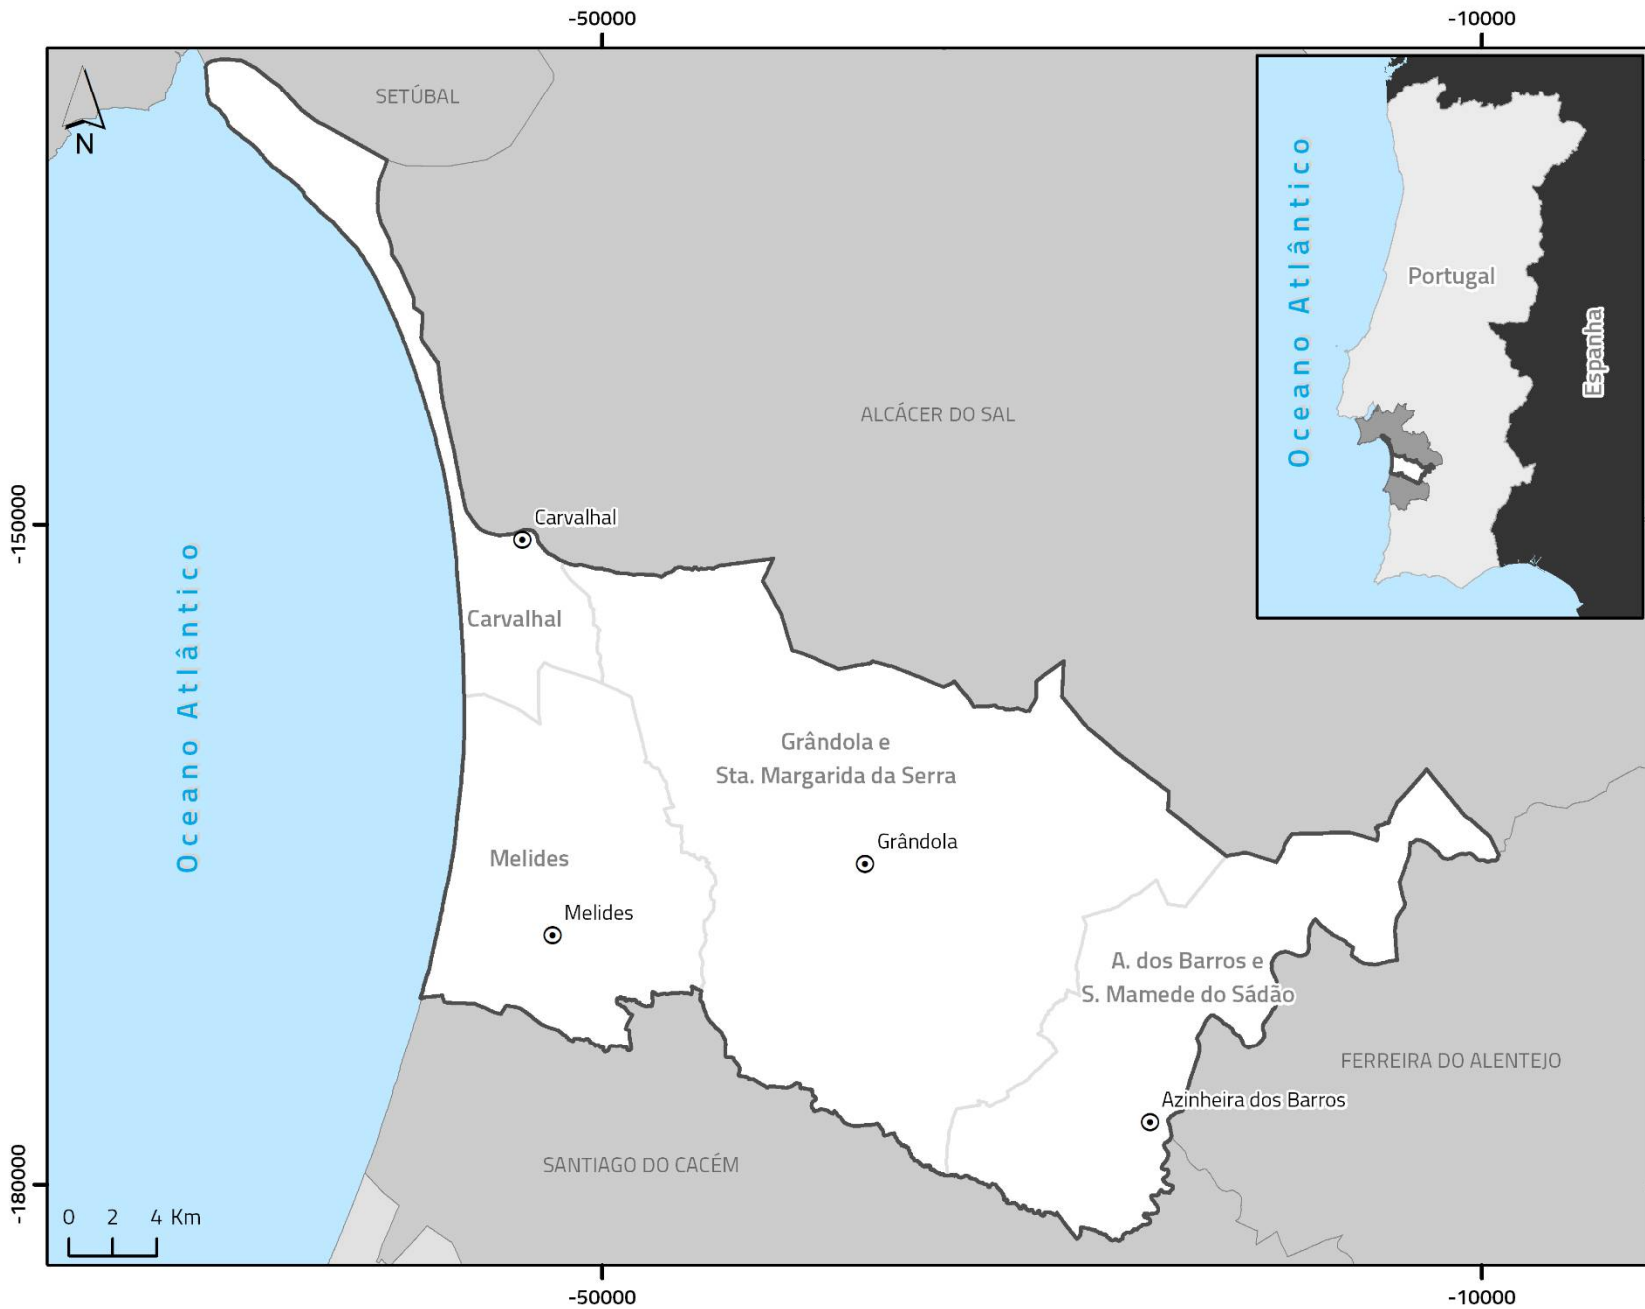 -50000
-10000
SETÚBAL
N
Oceano Atlântico
Portugal
Espanha
ALCÁCER DO SAL
-150000
Carvalhal
Oceano Atlântico
Carvalhal
Grândola e
Sta. Margarida da Serra
Grândola
Melides
Melides
A. dos Barros e
S. Mamede do Sádão
FERREIRA DO ALENTEJO
Azinheira dos Barros
SANTIAGO DO CACÉM
-180000
0 2 4 Km
-50000
-10000